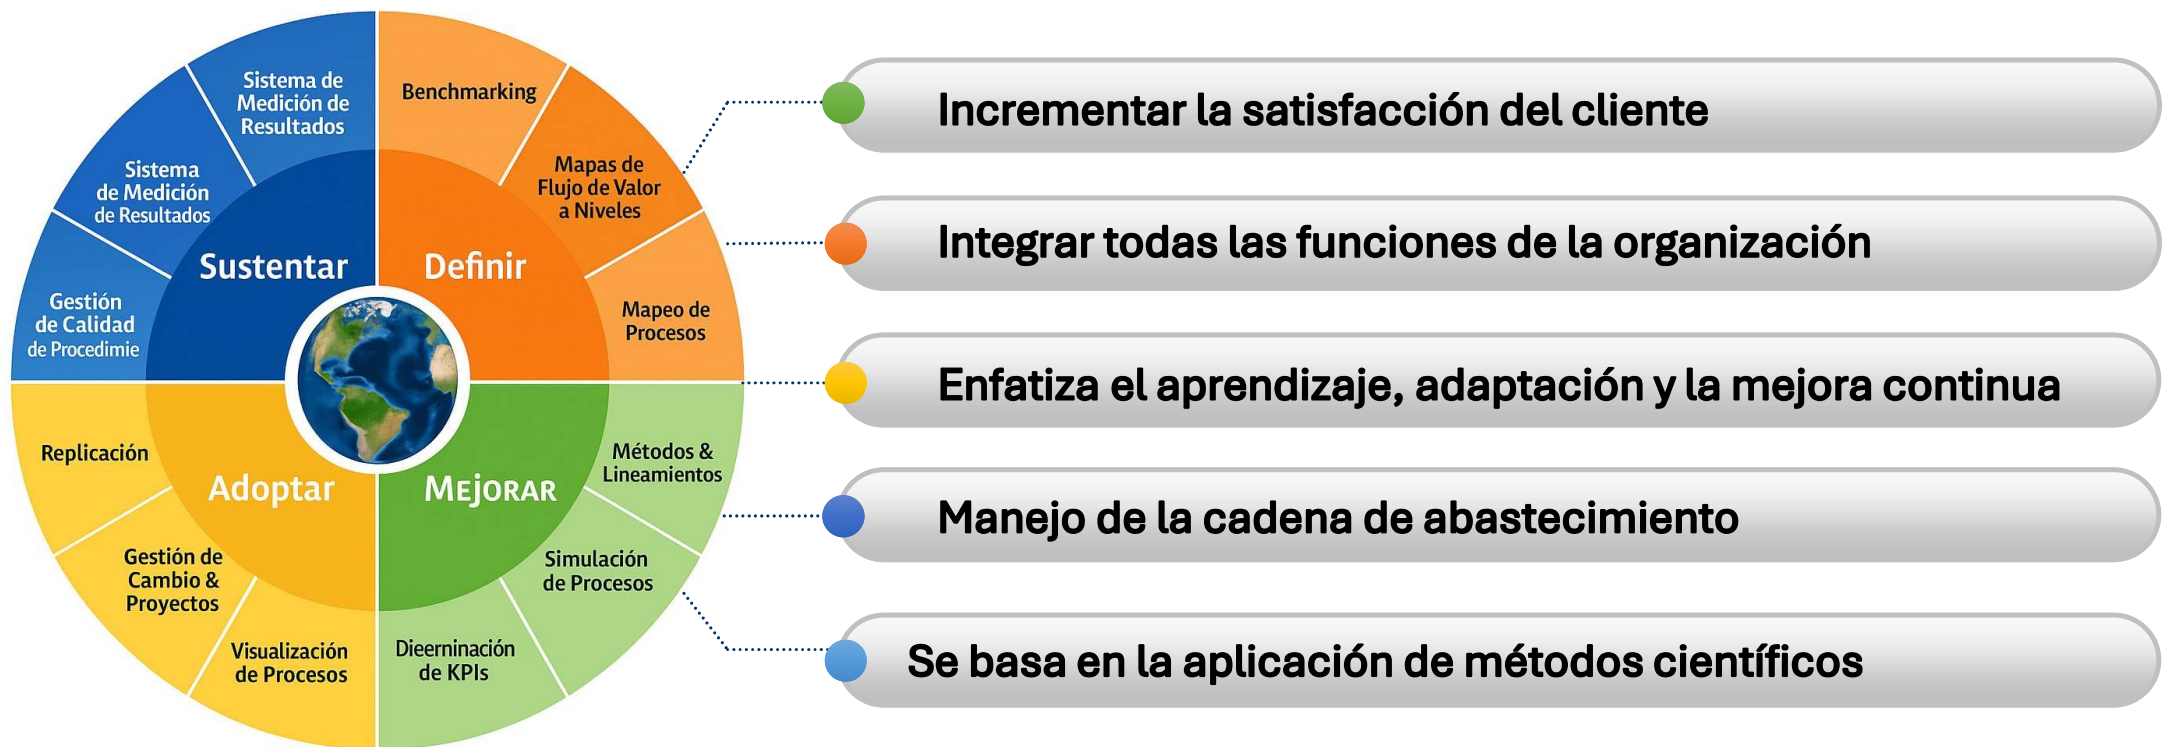 Sistema de
Medición de
Resultados
Benchmarking
Sistema
de Medición
de Resultados
Mapas de
Flujo de Valor
a Niveles
Gestión
de Calidad
de Procedimie
Mapeo de
Procesos
Sustentar
Definir
Adoptar
MEJORAR
Replicación
Métodos &
Lineamientos
Gestión de
Cambio &
Proyectos
Simulación
de Procesos
Visualización
de Procesos
Dieerninación
de KPIs
Incrementar la satisfacción del cliente
Integrar todas las funciones de la organización
Enfatiza el aprendizaje, adaptación y la mejora continua
Manejo de la cadena de abastecimiento
Se basa en la aplicación de métodos científicos